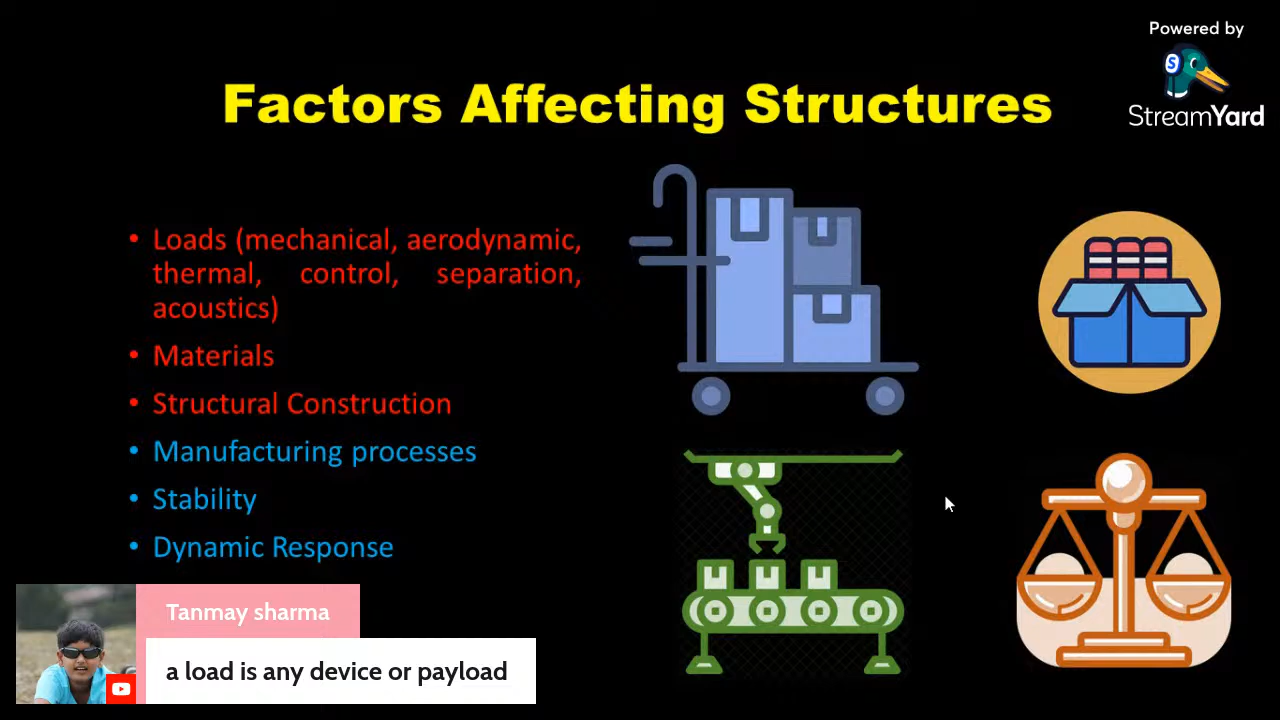 Powered by
StreamYard
Factors Affecting Structures
• Loads (mechanical, aerodynamic,
thermal, control, separation,
acoustics)
• Materials
• Structural Construction
• Manufacturing processes
• Stability
• Dynamic Response
Tanmay sharma
a load is any device or payload